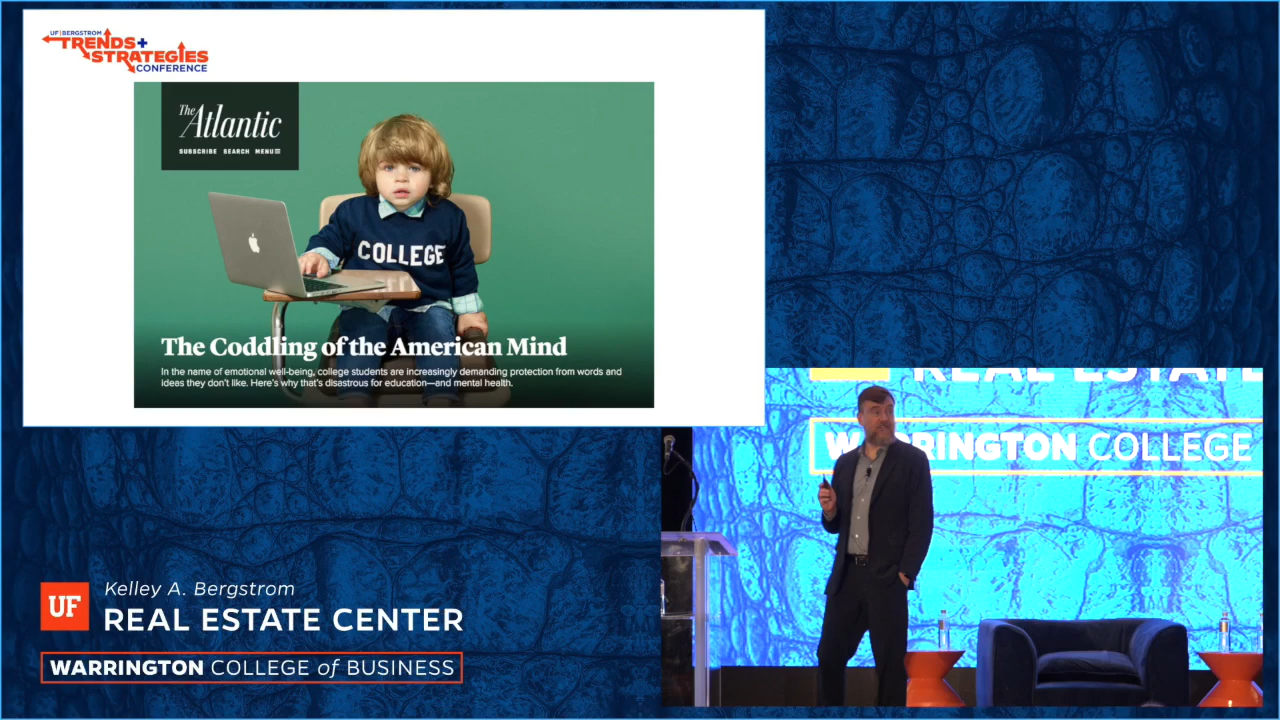 UF | BERGSTROM
TRENDS+
STRATEGIES
CONFERENCE
The
Atlantic
SUBSCRIBE SEARCH MENU
COLLEGE
The Coddling of the American Mind
In the name of emotional well-being, college students are increasingly demanding protection from words and
ideas they don't like. Here's why that's disastrous for education—and mental health.
REAL ESTATE
WARRINGTON COLLEGE
UF
Kelley A. Bergstrom
REAL ESTATE CENTER
WARRINGTON COLLEGE of BUSINESS